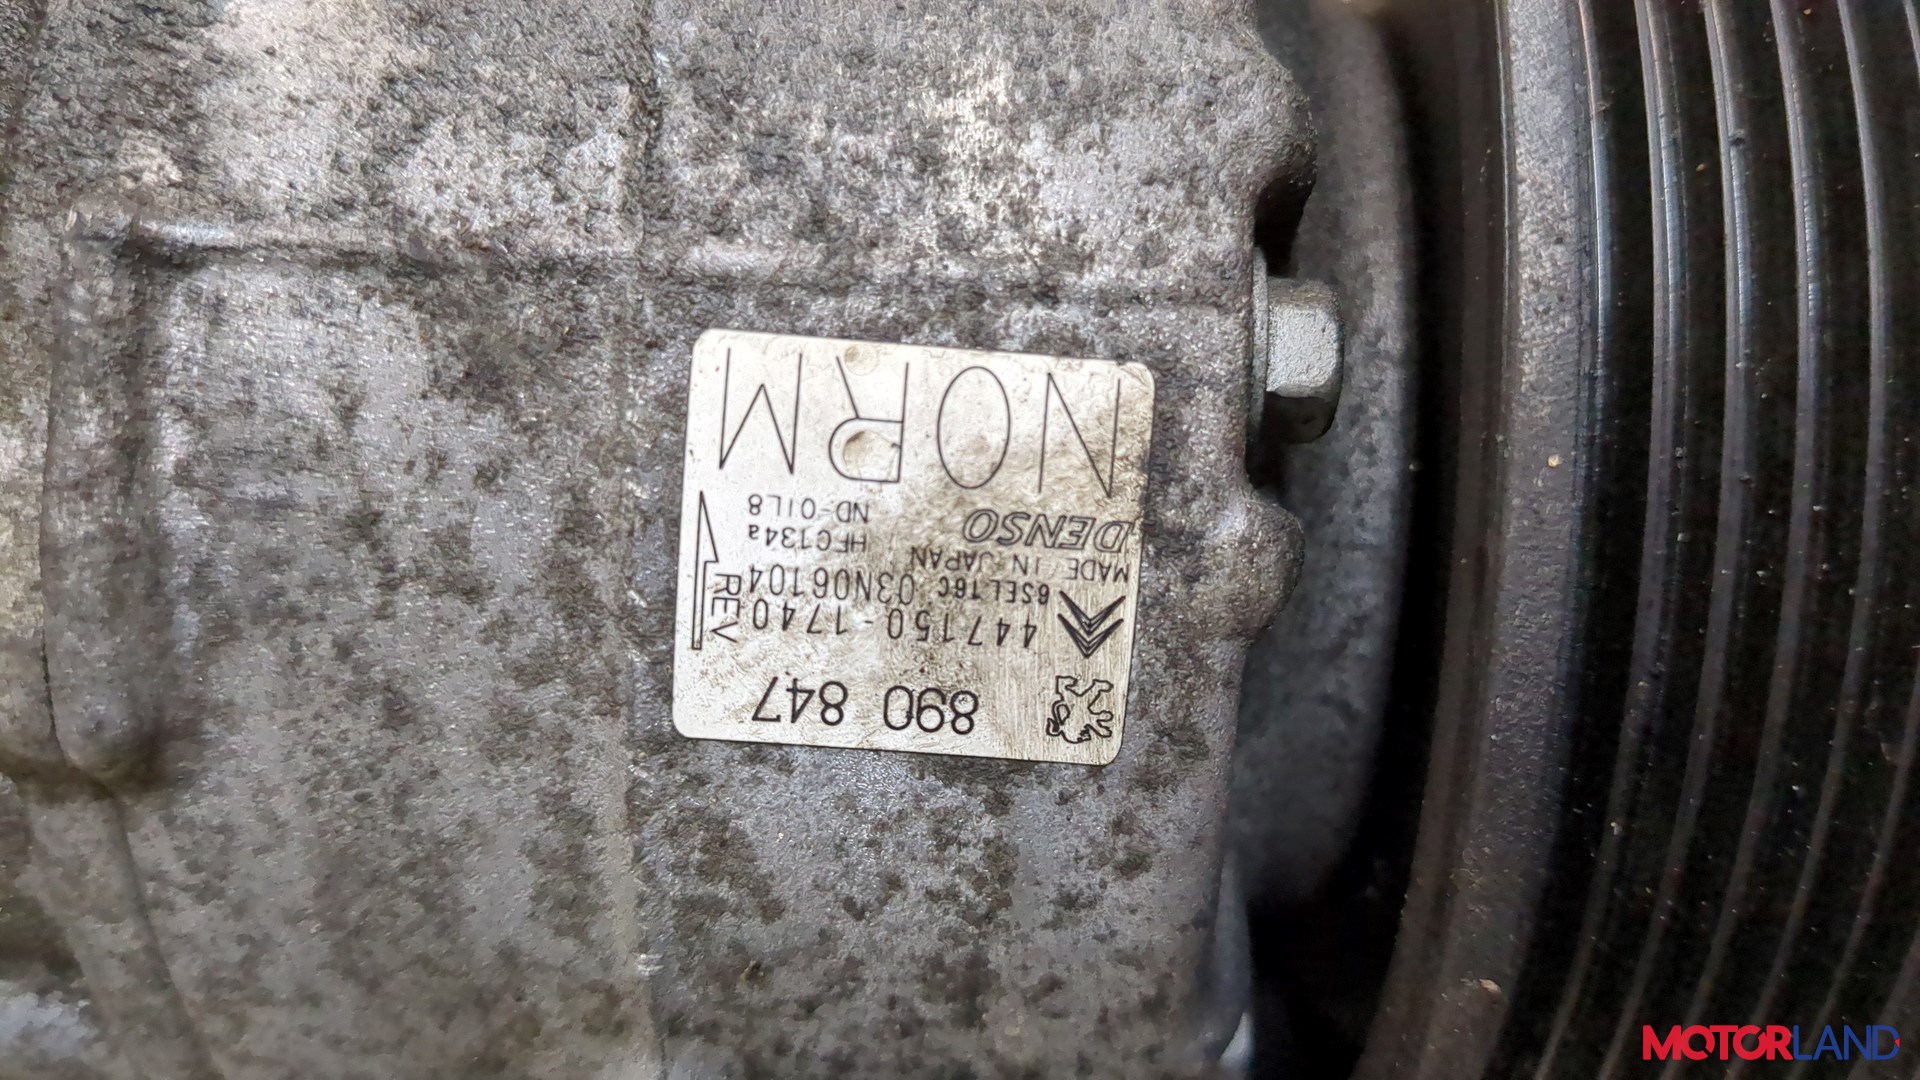 890 847
447150-1740
6SEL16C 03N06104
MADE IN JAPAN
DENSO
HFC134a
ND-OIL8
REV
NORM
MOTORLAND